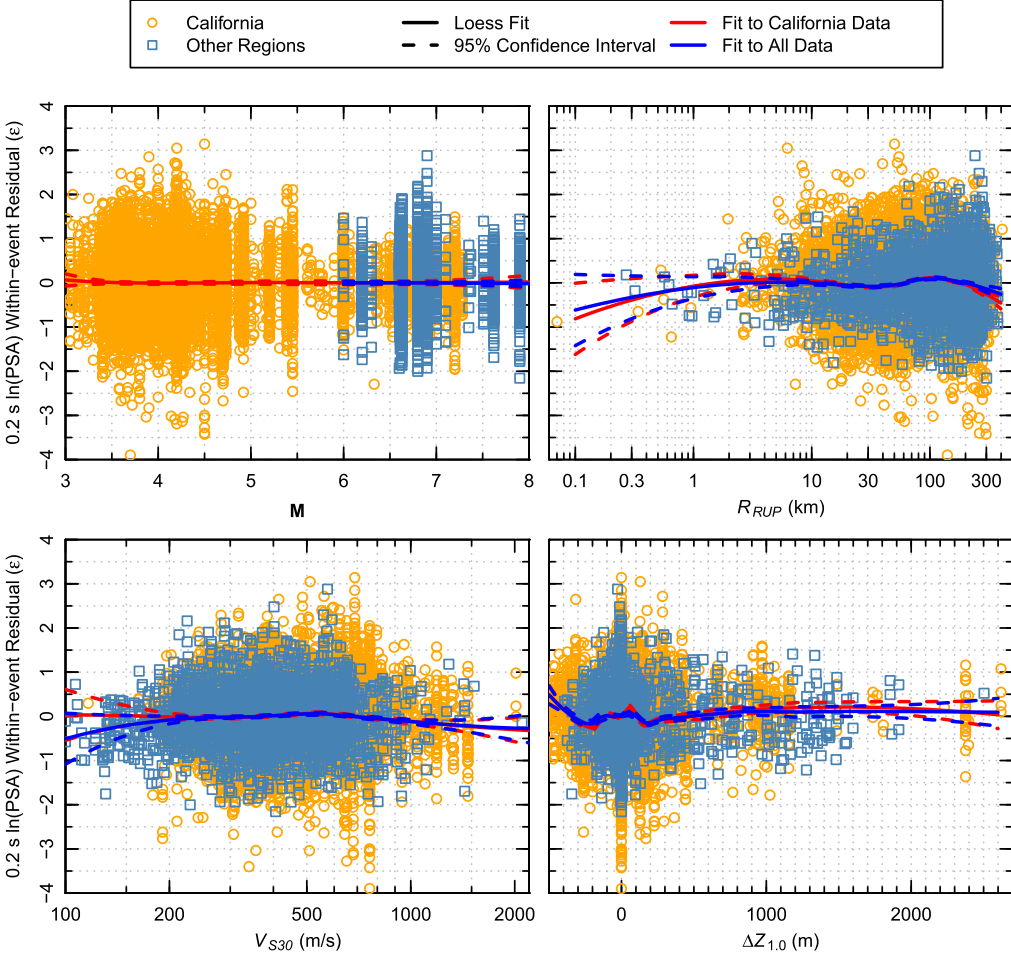 California
Loess Fit
Fit to California Data
Other Regions
95% Confidence Interval
Fit to All Data
0.2 s ln(PSA) Within−event Residual (ε)
4
3
2
1
0
−1
−2
−3
−4
3 4 5 6 7 8
M
0.1 0.3 1 3 10 30 100 300
R_RUP (km)
0.2 s ln(PSA) Within−event Residual (ε)
4
3
2
1
0
−1
−2
−3
−4
100 200 500 1000 2000
V_S30 (m/s)
0 1000 2000
ΔZ_1.0 (m)